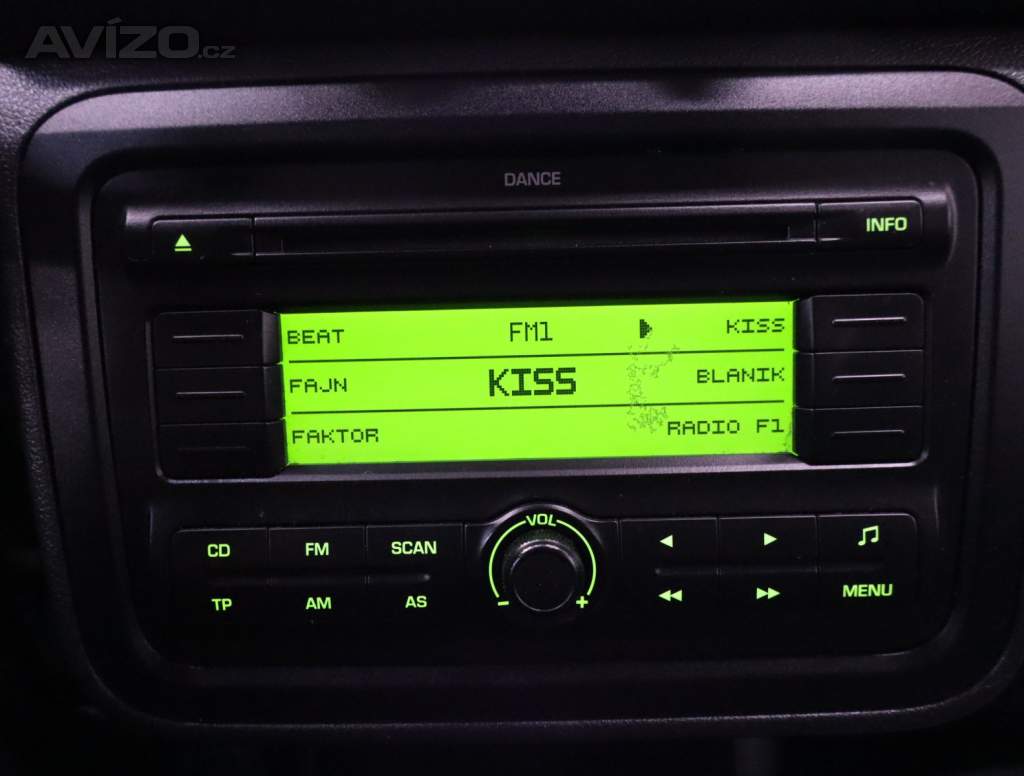 AVÍZO.cz
DANCE
INFO
BEAT FM1 KISS
FAJN KISS BLANIK
FAKTOR RADIO F1
VOL
CD FM SCAN
- +
TP AM AS MENU